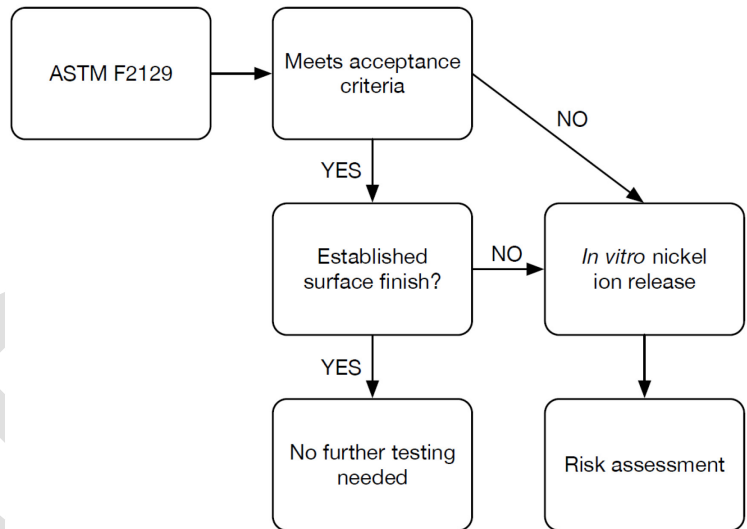 ASTM F2129
Meets acceptance
criteria
NO
YES
Established
surface finish?
NO
In vitro nickel
ion release
YES
No further testing
needed
Risk assessment